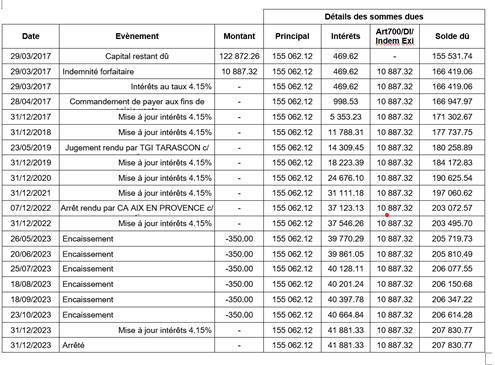 Détails des sommes dues
Date Evènement Montant Principal Intérêts Art700/DI/ Indem Exi Solde dû
29/03/2017 Capital restant dû 122 872.26 155 062.12 469.62 - 155 531.74
29/03/2017 Indemnité forfaitaire 10 887.32 155 062.12 469.62 10 887.32 166 419.06
29/03/2017 Intérêts au taux 4.15% - 155 062.12 469.62 10 887.32 166 419.06
28/04/2017 Commandement de payer aux fins de - 155 062.12 998.53 10 887.32 166 947.97
31/12/2017 Mise à jour intérêts 4.15% - 155 062.12 5 353.23 10 887.32 171 302.67
31/12/2018 Mise à jour intérêts 4.15% - 155 062.12 11 788.31 10 887.32 177 737.75
23/05/2019 Jugement rendu par TGI TARASCON c/ - 155 062.12 14 309.45 10 887.32 180 258.89
31/12/2019 Mise à jour intérêts 4.15% - 155 062.12 18 223.39 10 887.32 184 172.83
31/12/2020 Mise à jour intérêts 4.15% - 155 062.12 24 676.10 10 887.32 190 625.54
31/12/2021 Mise à jour intérêts 4.15% - 155 062.12 31 111.18 10 887.32 197 060.62
07/12/2022 Arrêt rendu par CA AIX EN PROVENCE c/ - 155 062.12 37 123.13 10 887.32 203 072.57
31/12/2022 Mise à jour intérêts 4.15% - 155 062.12 37 546.26 10 887.32 203 495.70
26/05/2023 Encaissement -350.00 155 062.12 39 770.29 10 887.32 205 719.73
20/06/2023 Encaissement -350.00 155 062.12 39 861.05 10 887.32 205 810.49
25/07/2023 Encaissement -350.00 155 062.12 40 128.11 10 887.32 206 077.55
18/08/2023 Encaissement -350.00 155 062.12 40 201.24 10 887.32 206 150.68
18/09/2023 Encaissement -350.00 155 062.12 40 397.78 10 887.32 206 347.22
23/10/2023 Encaissement -350.00 155 062.12 40 664.84 10 887.32 206 614.28
31/12/2023 Mise à jour intérêts 4.15% - 155 062.12 41 881.33 10 887.32 207 830.77
31/12/2023 Arrêté - 155 062.12 41 881.33 10 887.32 207 830.77